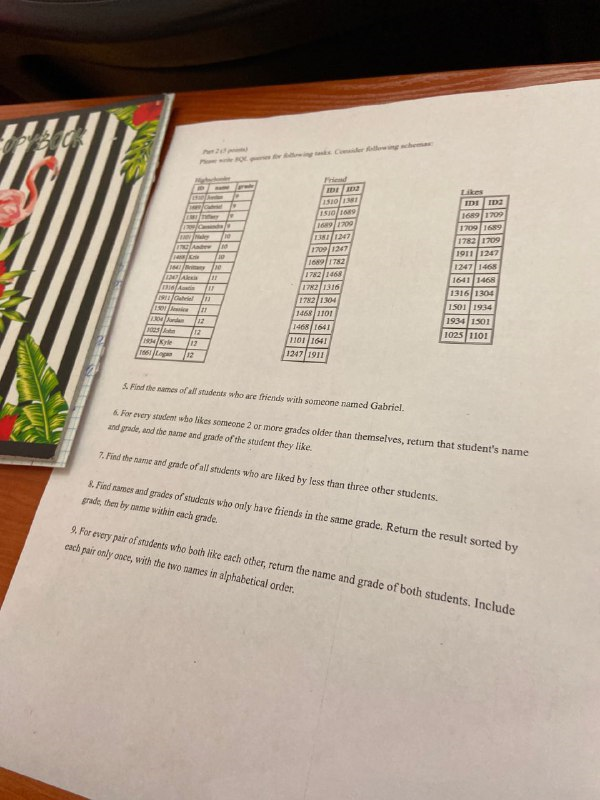 COPYBOOK
Part 2 (5 points)
Please write SQL queries for following tasks. Consider following schemas:
Highschooler
ID name grade
1510 Jordan 9
1689 Gabriel 9
1381 Tiffany 9
1709 Cassandra 9
1101 Haley 10
1782 Andrew 10
1468 Kris 10
1641 Brittany 10
1247 Alexis 11
1316 Austin 11
1911 Gabriel 11
1501 Jessica 11
1304 Jordan 12
1025 John 12
1934 Kyle 12
1661 Logan 12
Friend
ID1 ID2
1510 1381
1510 1689
1689 1709
1381 1247
1709 1247
1689 1782
1782 1468
1782 1316
1782 1304
1468 1101
1468 1641
1101 1641
1247 1911
Likes
ID1 ID2
1689 1709
1709 1689
1782 1709
1911 1247
1247 1468
1641 1468
1316 1304
1501 1934
1934 1501
1025 1101
5. Find the names of all students who are friends with someone named Gabriel.
6. For every student who likes someone 2 or more grades older than themselves, return that student's name
and grade, and the name and grade of the student they like.
7. Find the name and grade of all students who are liked by less than three other students.
8. Find names and grades of students who only have friends in the same grade. Return the result sorted by
grade, then by name within each grade.
9. For every pair of students who both like each other, return the name and grade of both students. Include
each pair only once, with the two names in alphabetical order.